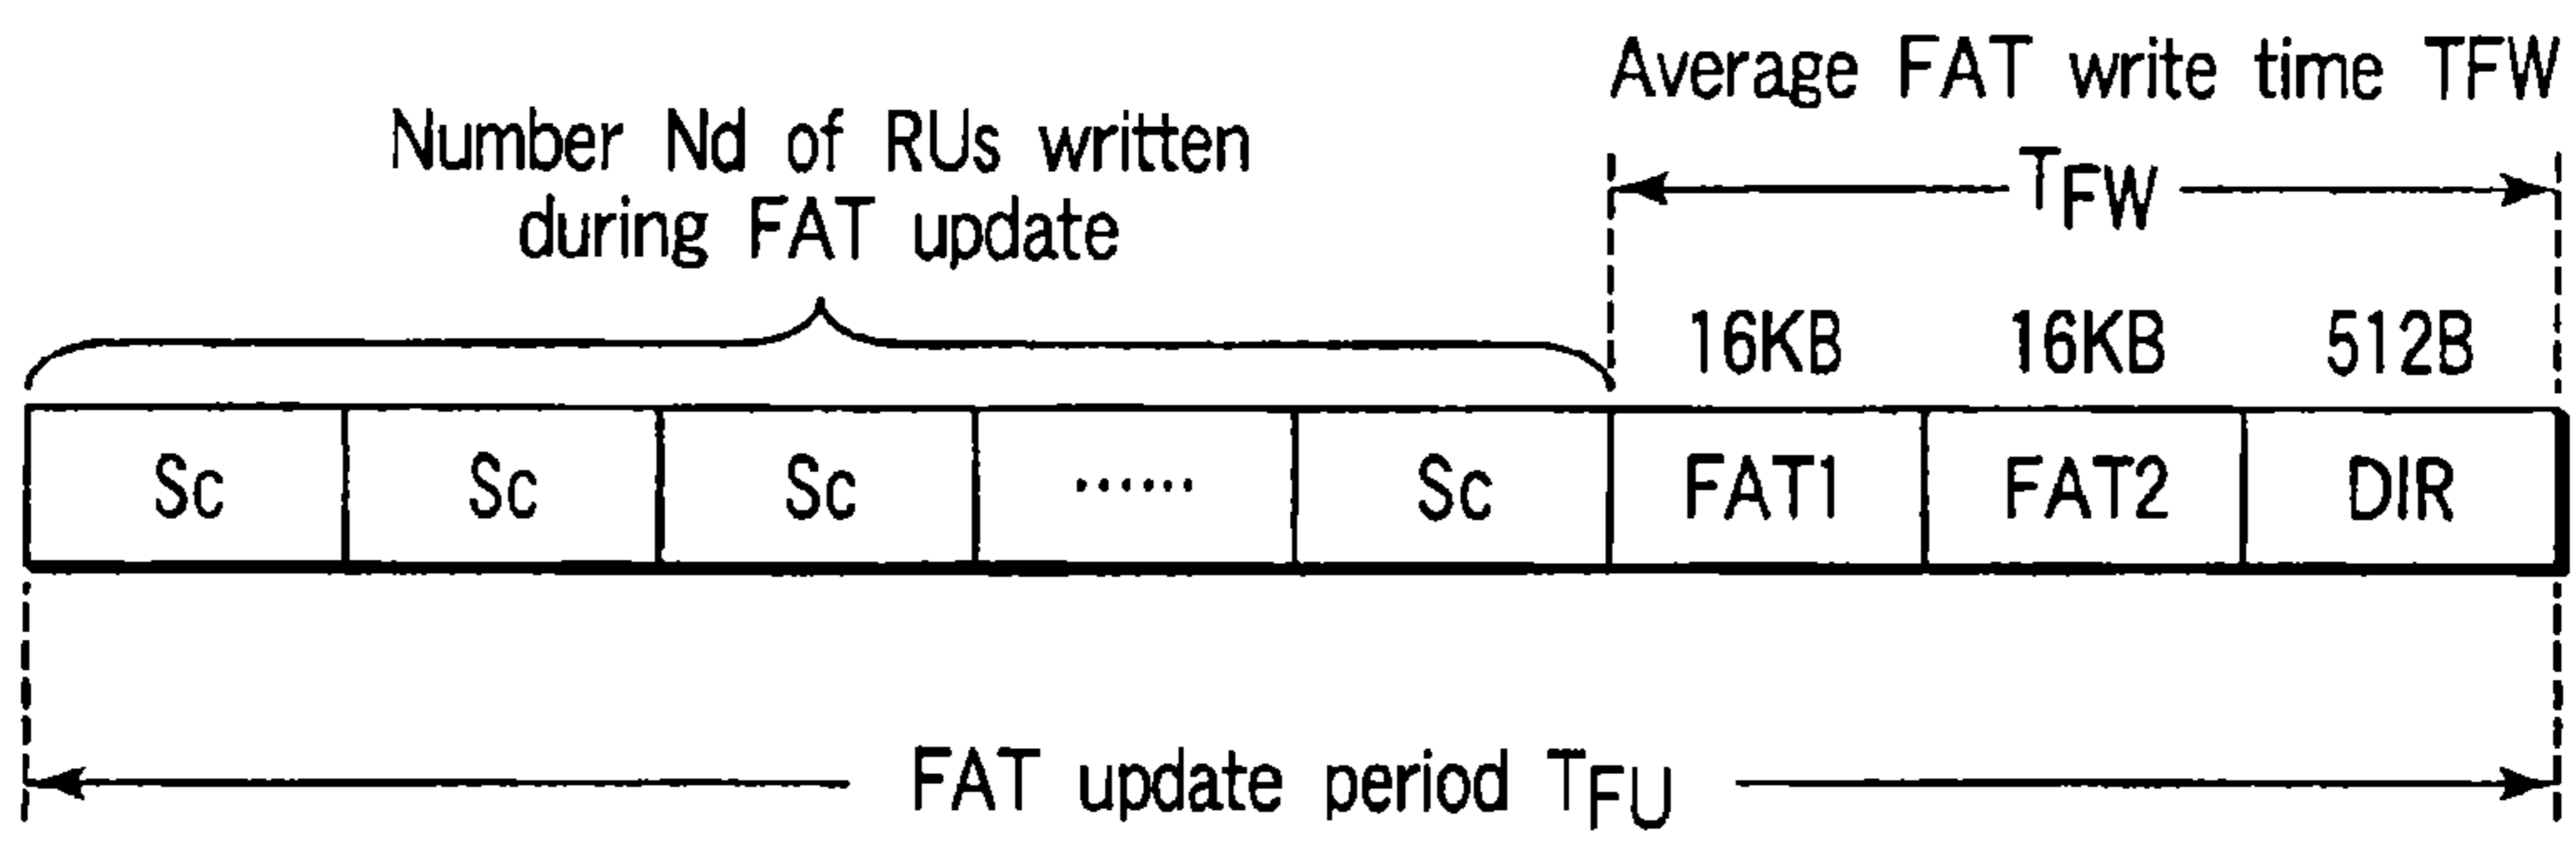 Average FAT write time TFW
Number Nd of RUs written
during FAT update
TFW
16KB 16KB 512B
Sc Sc Sc ...... Sc FAT1 FAT2 DIR
FAT update period TFU